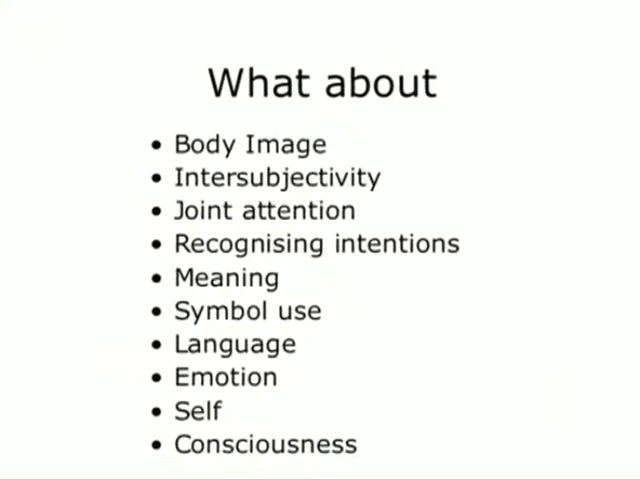 What about
• Body Image
• Intersubjectivity
• Joint attention
• Recognising intentions
• Meaning
• Symbol use
• Language
• Emotion
• Self
• Consciousness